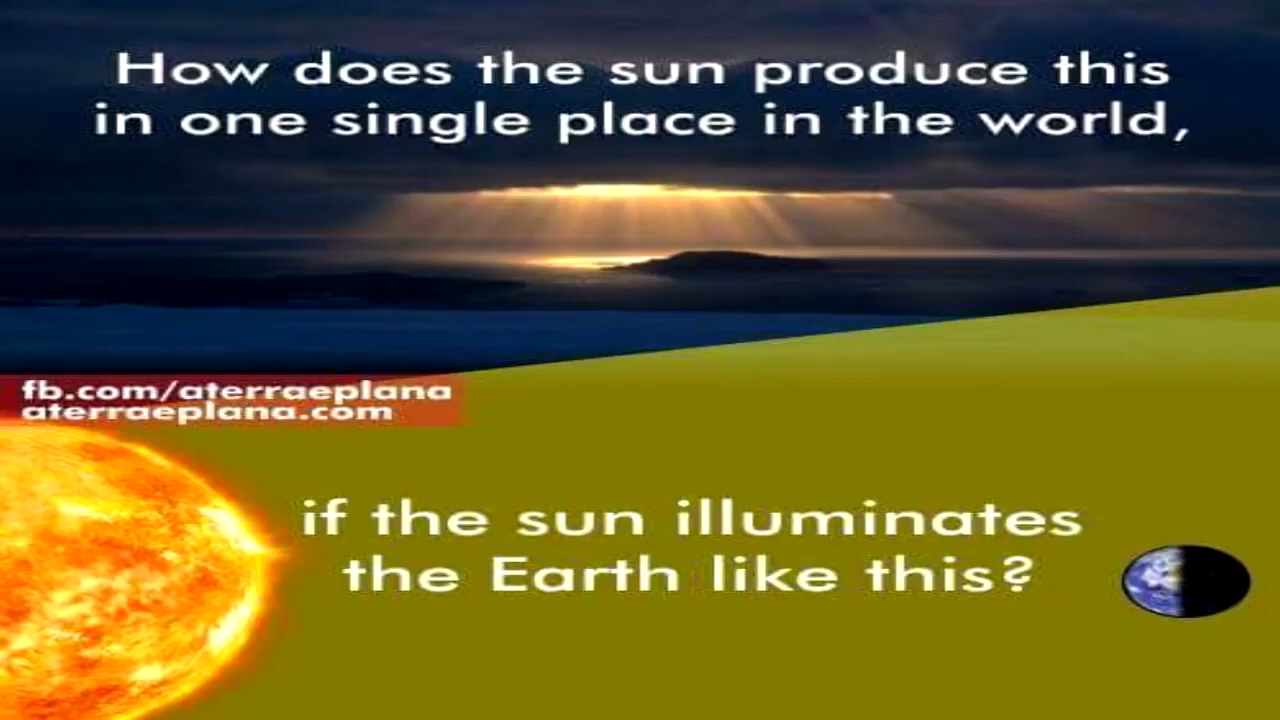 How does the sun produce this
in one single place in the world,
fb.com/aterraeplana
aterraeplana.com
if the sun illuminates
the Earth like this?